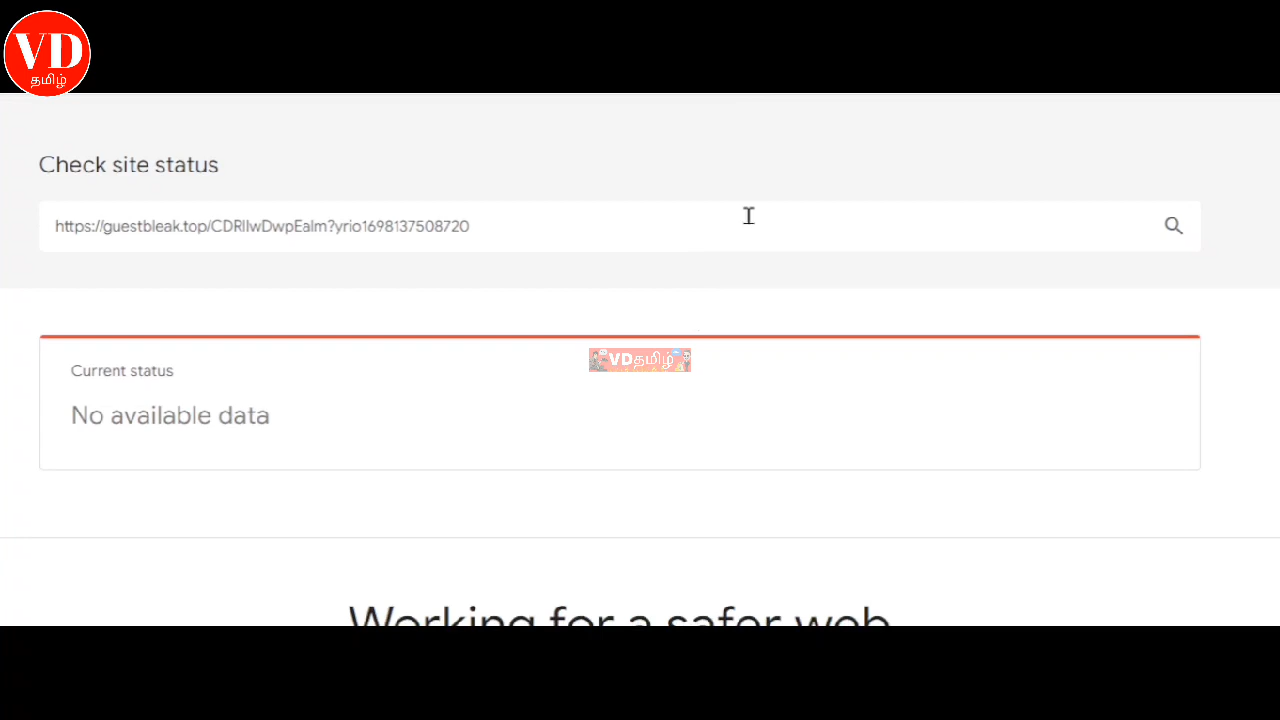 VD
தமிழ்
Check site status
https://guestbleak.top/CDRllwDwpEalm?yrio1698137508720
Current status
VDதமிழ்
No available data
Working for a safer web